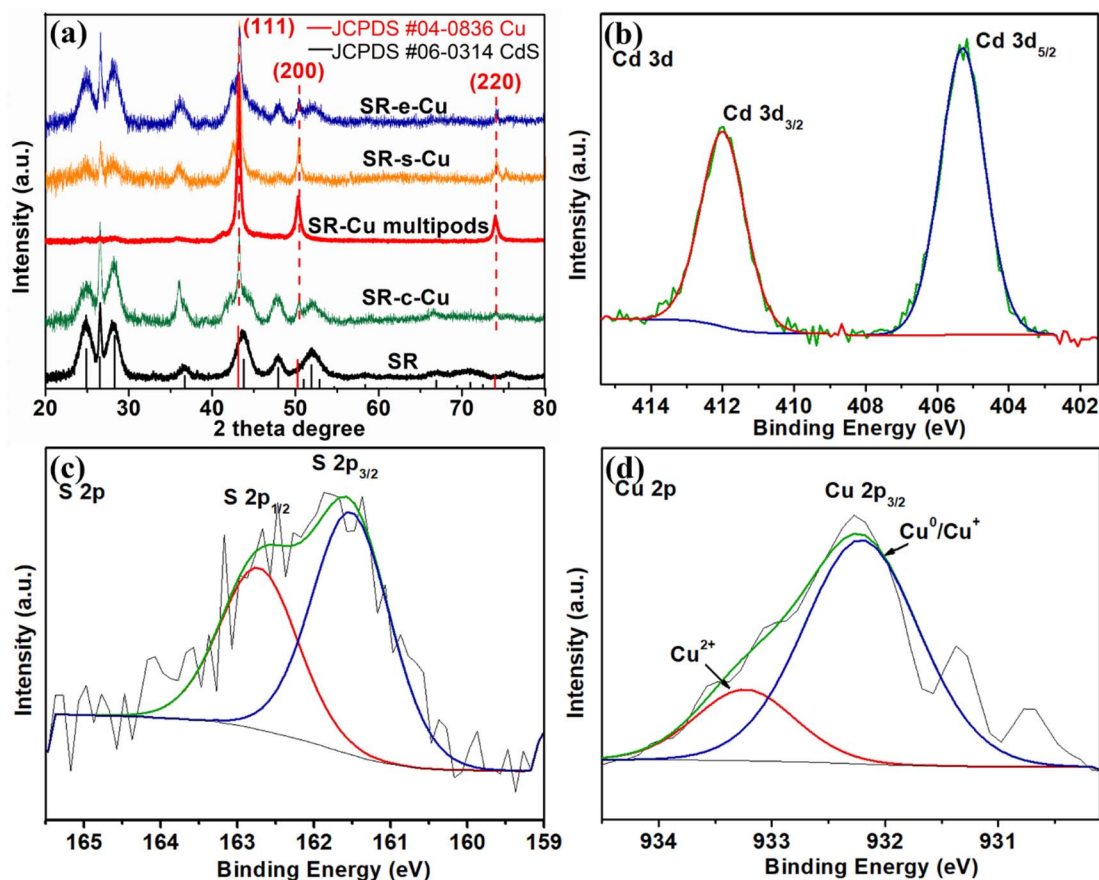 (a)
JCPDS #04-0836 Cu
JCPDS #06-0314 CdS
(111)
(200)
(220)
SR-e-Cu
SR-s-Cu
SR-Cu multipods
SR-c-Cu
SR
Intensity (a.u.)
20 30 40 50 60 70 80
2 theta degree
(b)
Cd 3d
Cd 3d5/2
Cd 3d3/2
Intensity (a.u.)
414 412 410 408 406 404 402
Binding Energy (eV)
(c)
S 2p
S 2p3/2
S 2p1/2
Intensity (a.u.)
165 164 163 162 161 160 159
Binding Energy (eV)
(d)
Cu 2p
Cu 2p3/2
Cu0/Cu+
Cu2+
Intensity (a.u.)
934 933 932 931
Binding Energy (eV)